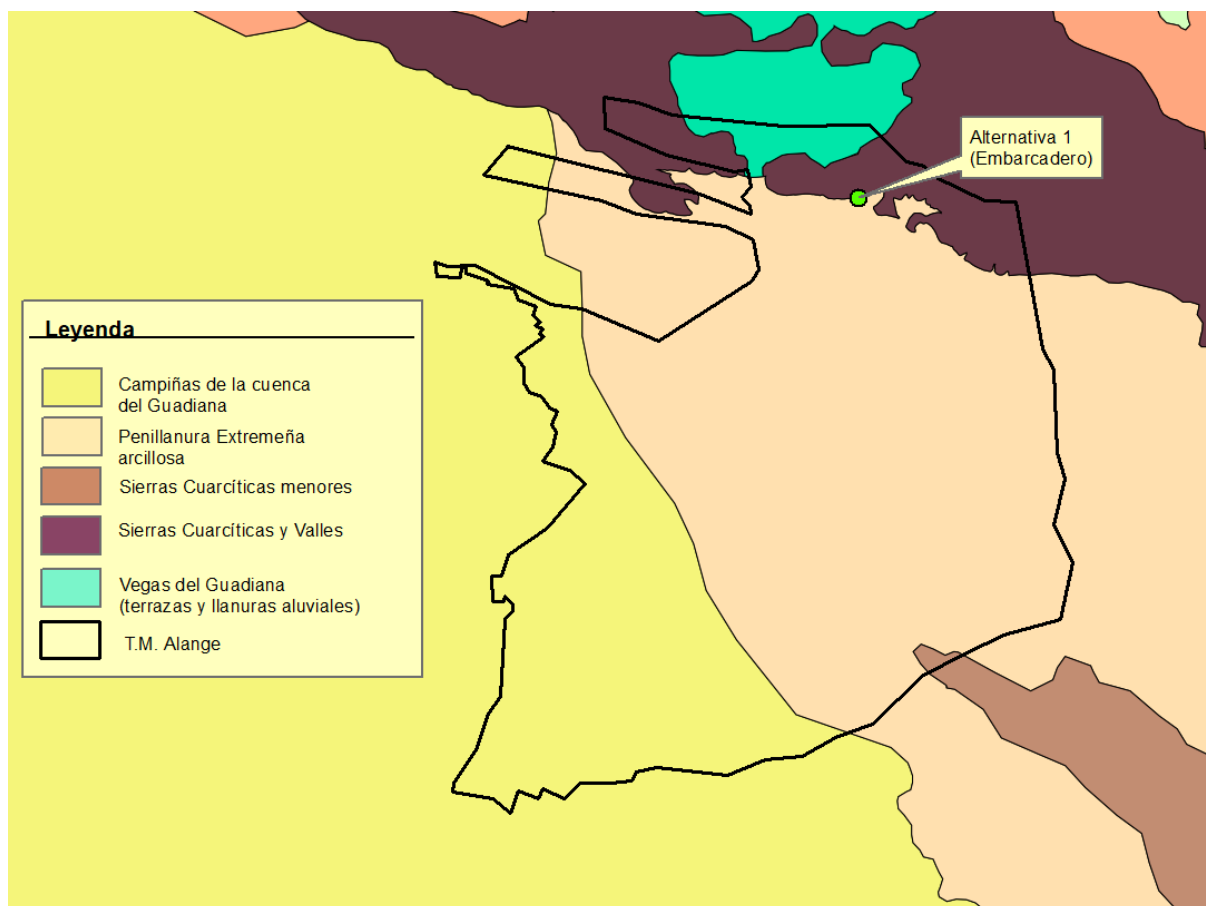 Alternativa 1
(Embarcadero)
Leyenda
Campiñas de la cuenca
del Guadiana
Penillanura Extremeña
arcillosa
Sierras Cuarcíticas menores
Sierras Cuarcíticas y Valles
Vegas del Guadiana
(terrazas y llanuras aluviales)
T.M. Alange